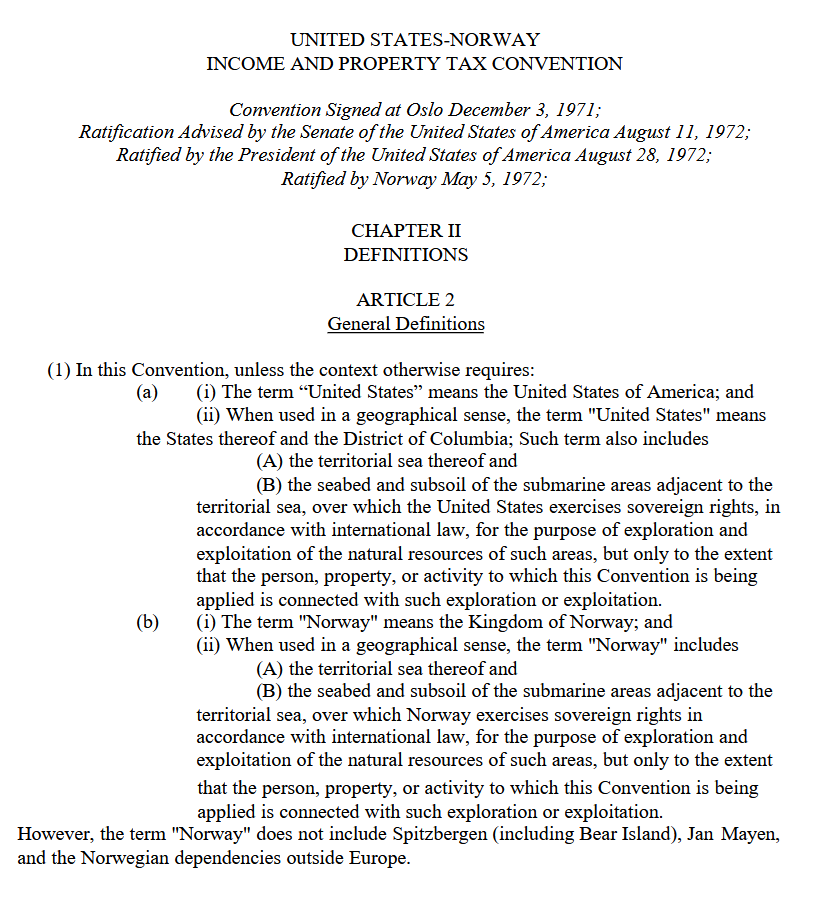 UNITED STATES-NORWAY
INCOME AND PROPERTY TAX CONVENTION
Convention Signed at Oslo December 3, 1971;
Ratification Advised by the Senate of the United States of America August 11, 1972;
Ratified by the President of the United States of America August 28, 1972;
Ratified by Norway May 5, 1972;
CHAPTER II
DEFINITIONS
ARTICLE 2
General Definitions
(1) In this Convention, unless the context otherwise requires:
(a) (i) The term “United States” means the United States of America; and
(ii) When used in a geographical sense, the term "United States" means
the States thereof and the District of Columbia; Such term also includes
(A) the territorial sea thereof and
(B) the seabed and subsoil of the submarine areas adjacent to the
territorial sea, over which the United States exercises sovereign rights, in
accordance with international law, for the purpose of exploration and
exploitation of the natural resources of such areas, but only to the extent
that the person, property, or activity to which this Convention is being
applied is connected with such exploration or exploitation.
(b) (i) The term "Norway" means the Kingdom of Norway; and
(ii) When used in a geographical sense, the term "Norway" includes
(A) the territorial sea thereof and
(B) the seabed and subsoil of the submarine areas adjacent to the
territorial sea, over which Norway exercises sovereign rights in
accordance with international law, for the purpose of exploration and
exploitation of the natural resources of such areas, but only to the extent
that the person, property, or activity to which this Convention is being
applied is connected with such exploration or exploitation.
However, the term "Norway" does not include Spitzbergen (including Bear Island), Jan Mayen,
and the Norwegian dependencies outside Europe.